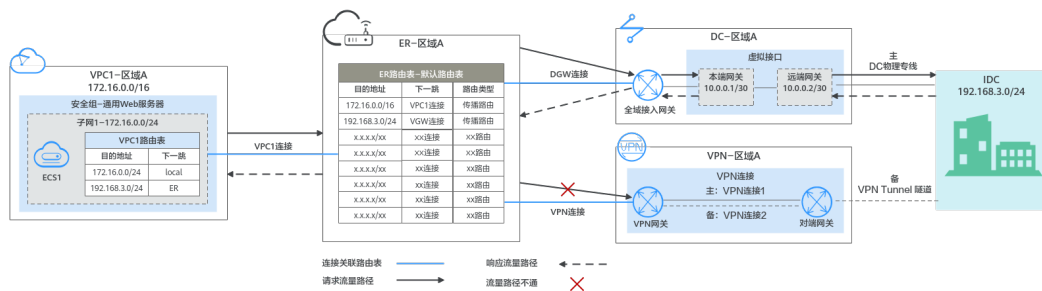 VPC1-区域A
172.16.0.0/16
安全组-通用Web服务器
子网1-172.16.0.0/24
ECS1
VPC1路由表
目的地址 下一跳
172.16.0.0/24 local
192.168.3.0/24 ER
VPC1连接
ER-区域A
ER路由表-默认路由表
目的地址 下一跳 路由类型
172.16.0.0/16 VPC1连接 传播路由
192.168.3.0/24 VGW连接 传播路由
x.x.x.x/xx xx连接 xx路由
x.x.x.x/xx xx连接 xx路由
x.x.x.x/xx xx连接 xx路由
x.x.x.x/xx xx连接 xx路由
x.x.x.x/xx xx连接 xx路由
x.x.x.x/xx xx连接 xx路由
DGW连接
VPN连接
DC-区域A
虚拟接口
全域接入网关
本端网关
10.0.0.1/30
远端网关
10.0.0.2/30
主
DC物理专线
VPN
VPN-区域A
VPN连接
主：VPN连接1
备：VPN连接2
VPN网关
对端网关
备
VPN Tunnel 隧道
IDC
192.168.3.0/24
连接关联路由表
响应流量路径
请求流量路径
流量路径不通